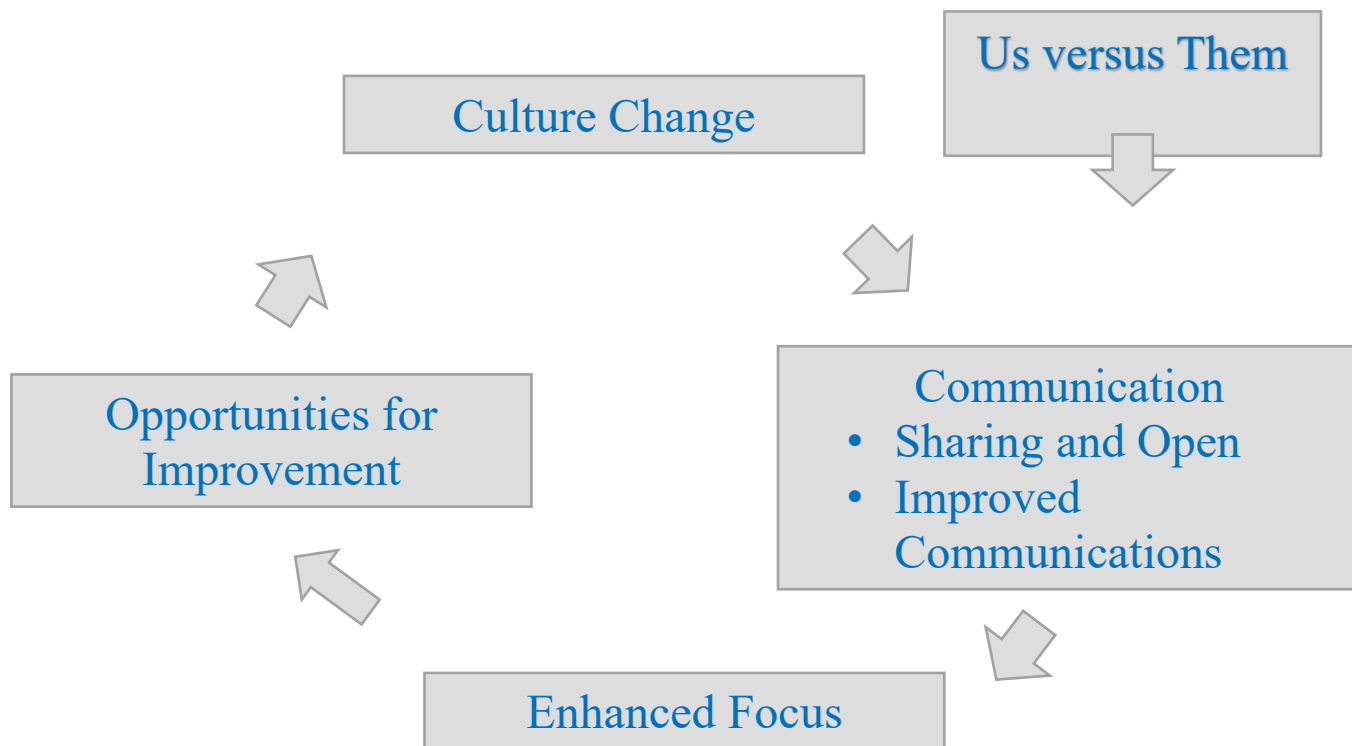 Us versus Them
Culture Change
Communication
• Sharing and Open
• Improved
Communications
Opportunities for
Improvement
Enhanced Focus